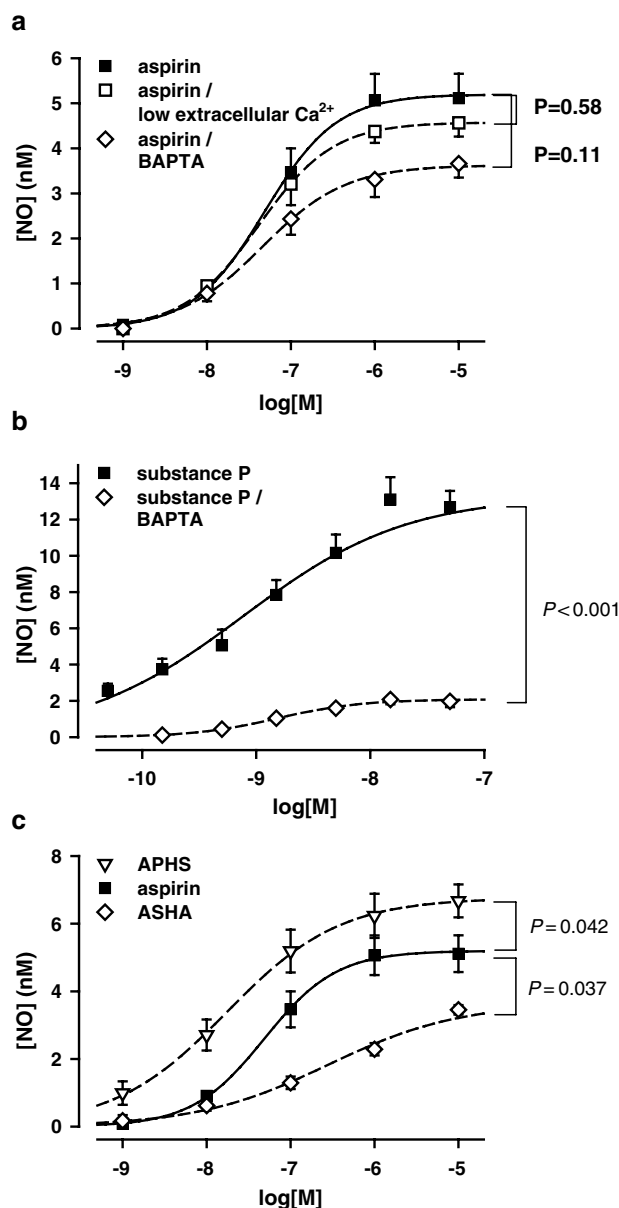 a
aspirin
aspirin /
low extracellular Ca²⁺
aspirin /
BAPTA
P=0.58
P=0.11
6
5
4
3
2
1
0
[NO] (nM)
-9 -8 -7 -6 -5
log[M]
b
substance P
substance P /
BAPTA
14
12
10
8
6
4
2
0
[NO] (nM)
P<0.001
-10 -9 -8 -7
log[M]
c
APHS
aspirin
ASHA
8
6
4
2
0
[NO] (nM)
P=0.042
P=0.037
-9 -8 -7 -6 -5
log[M]